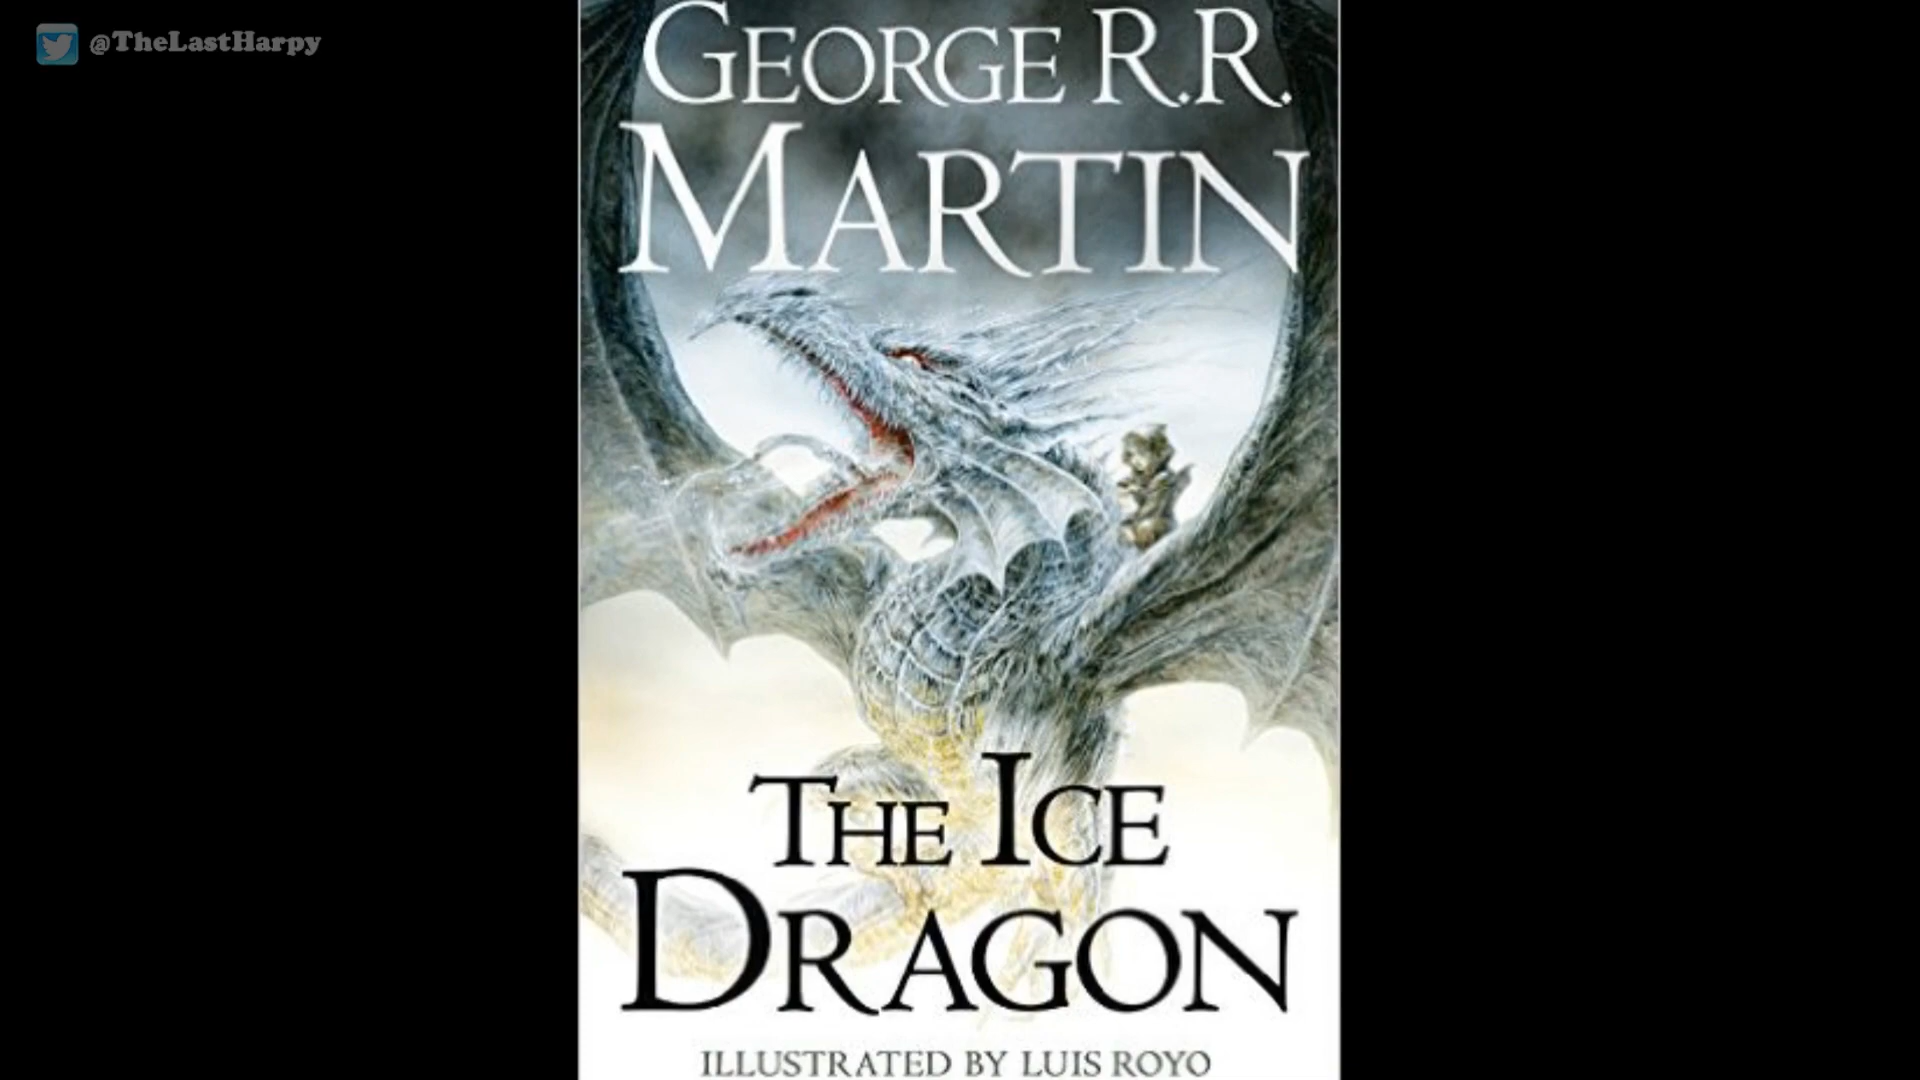 @TheLastHarpy
GEORGE R.R.
MARTIN
THE ICE
DRAGON
ILLUSTRATED BY LUIS ROYO